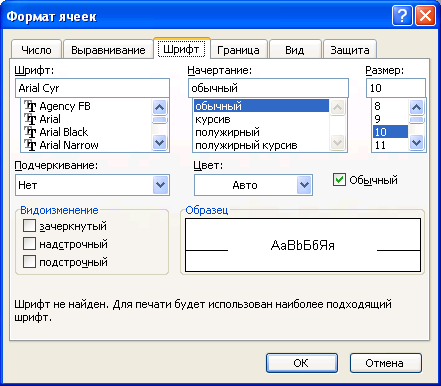 Формат ячеек
Число Выравнивание Шрифт Граница Вид Защита
Шрифт: Начертание: Размер:
Arial Cyr обычный 10
Agency FB обычный 8
Arial курсив 9
Arial Black полужирный 10
Arial Narrow полужирный курсив 11
Подчеркивание: Цвет:
Нет Авто Обычный
Видоизменение Образец
зачеркнутый
надстрочный AaBbБбЯя
подстрочный
Шрифт не найден. Для печати будет использован наиболее подходящий
шрифт.
ОК Отмена